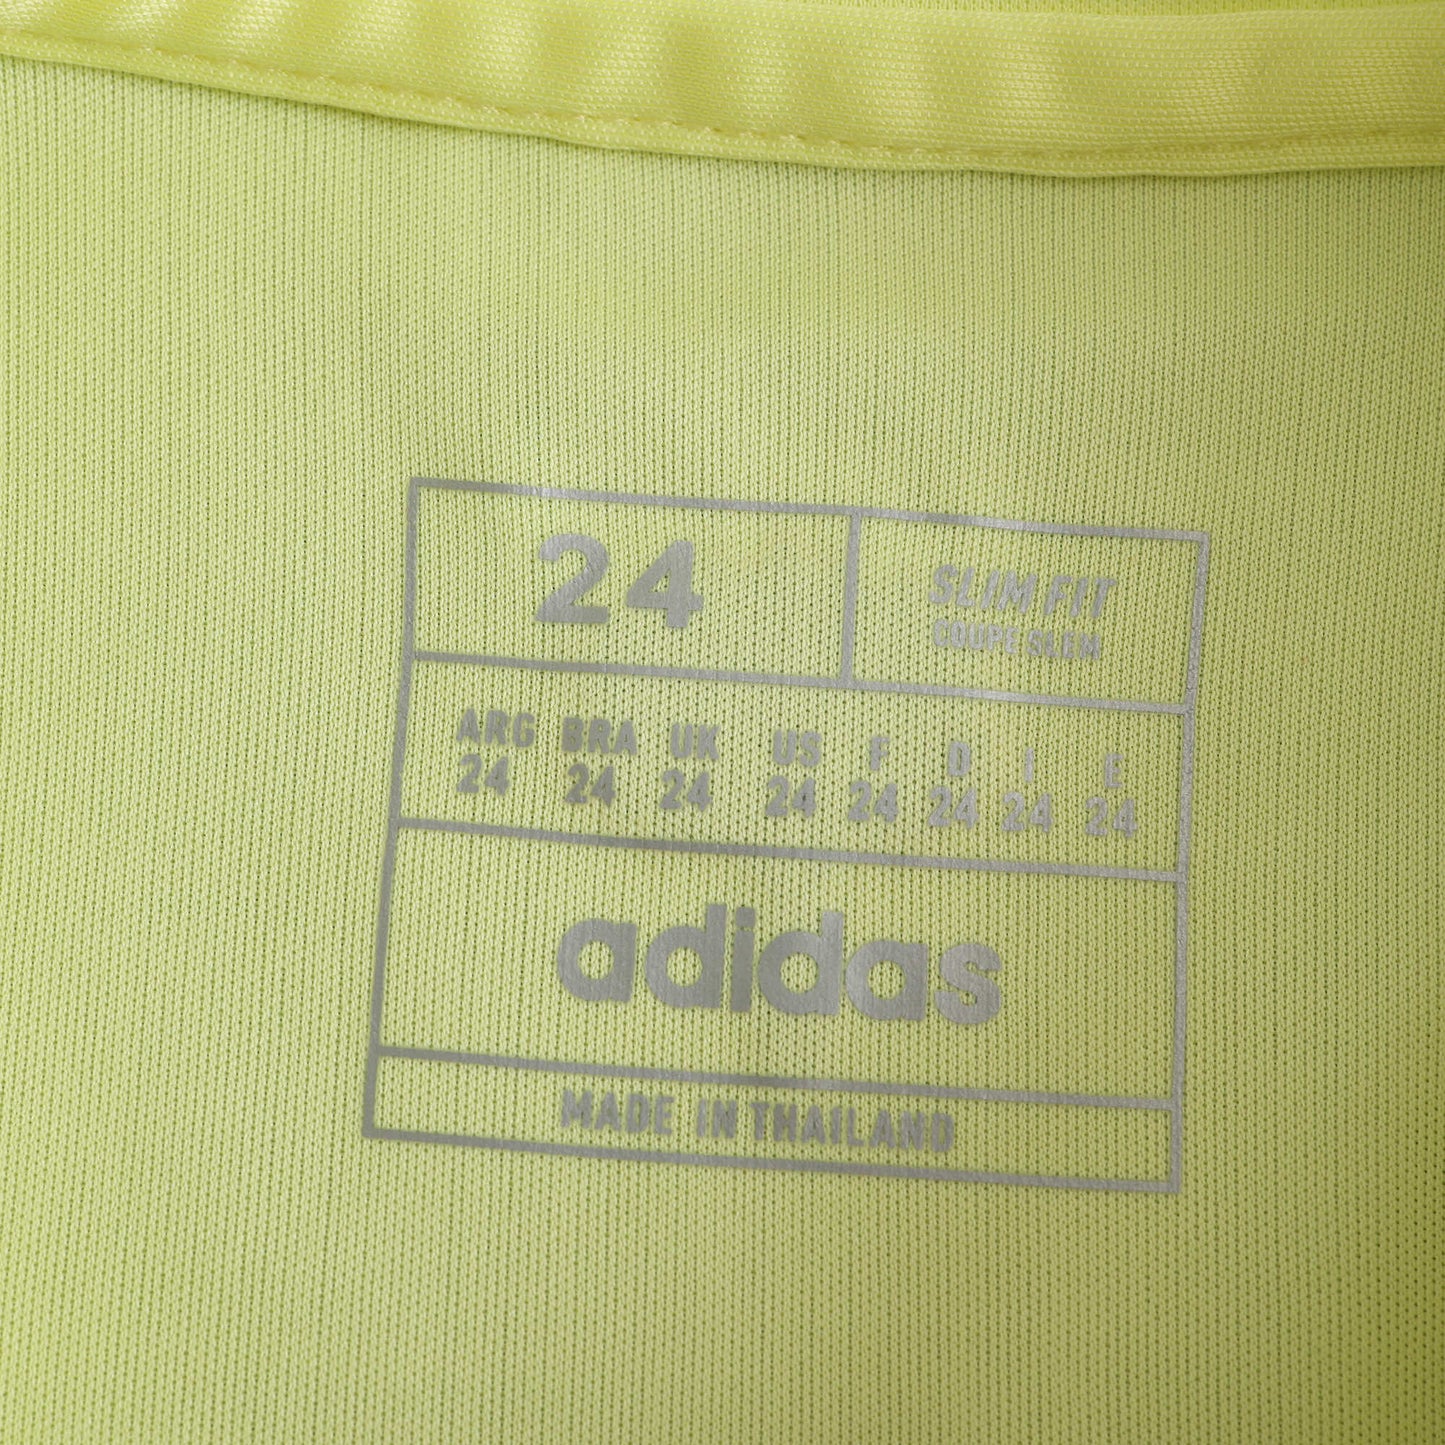 24
SLIM FIT
COUPE SLIM
ARG BRA UK US F D I E
24 24 24 24 24 24 24 24
adidas
MADE IN THAILAND